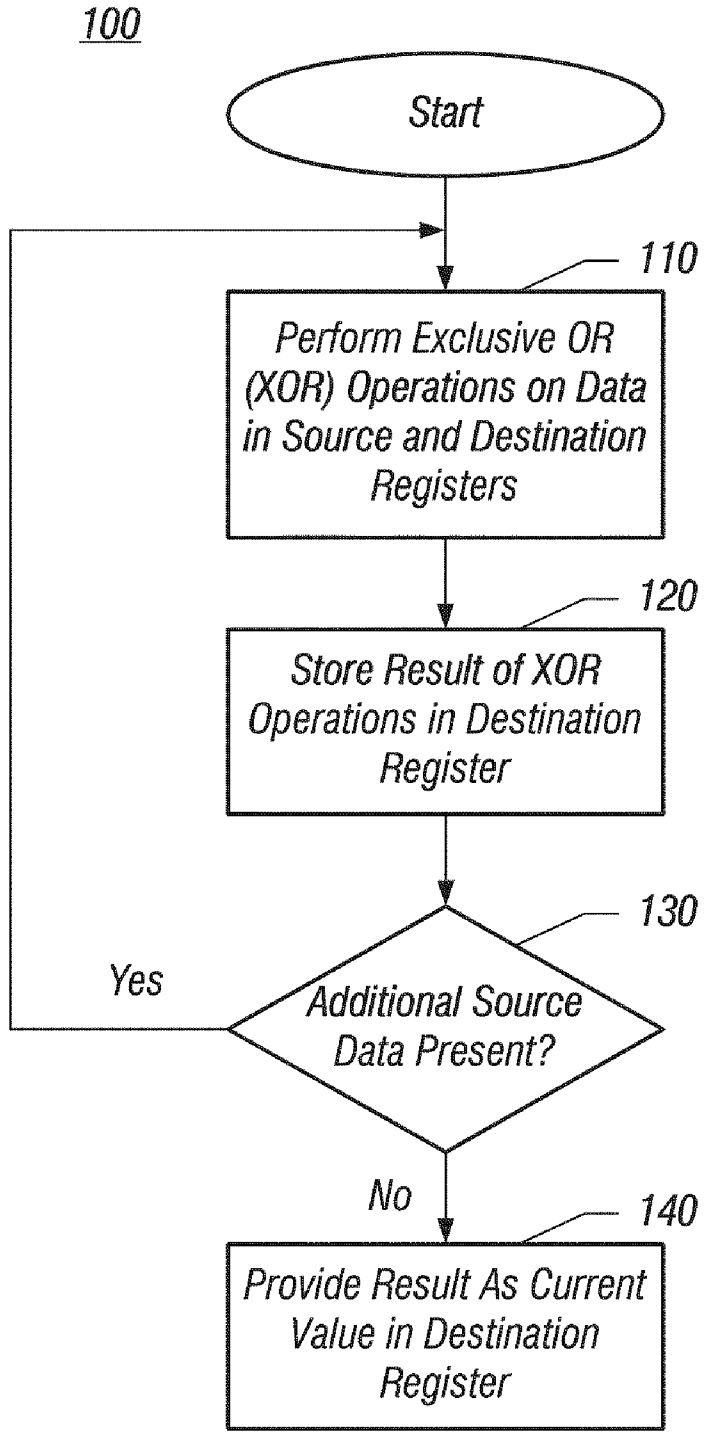 100
Start
110
Perform Exclusive OR
(XOR) Operations on Data
in Source and Destination
Registers
120
Store Result of XOR
Operations in Destination
Register
130
Additional Source
Data Present?
Yes
No
140
Provide Result As Current
Value in Destination
Register